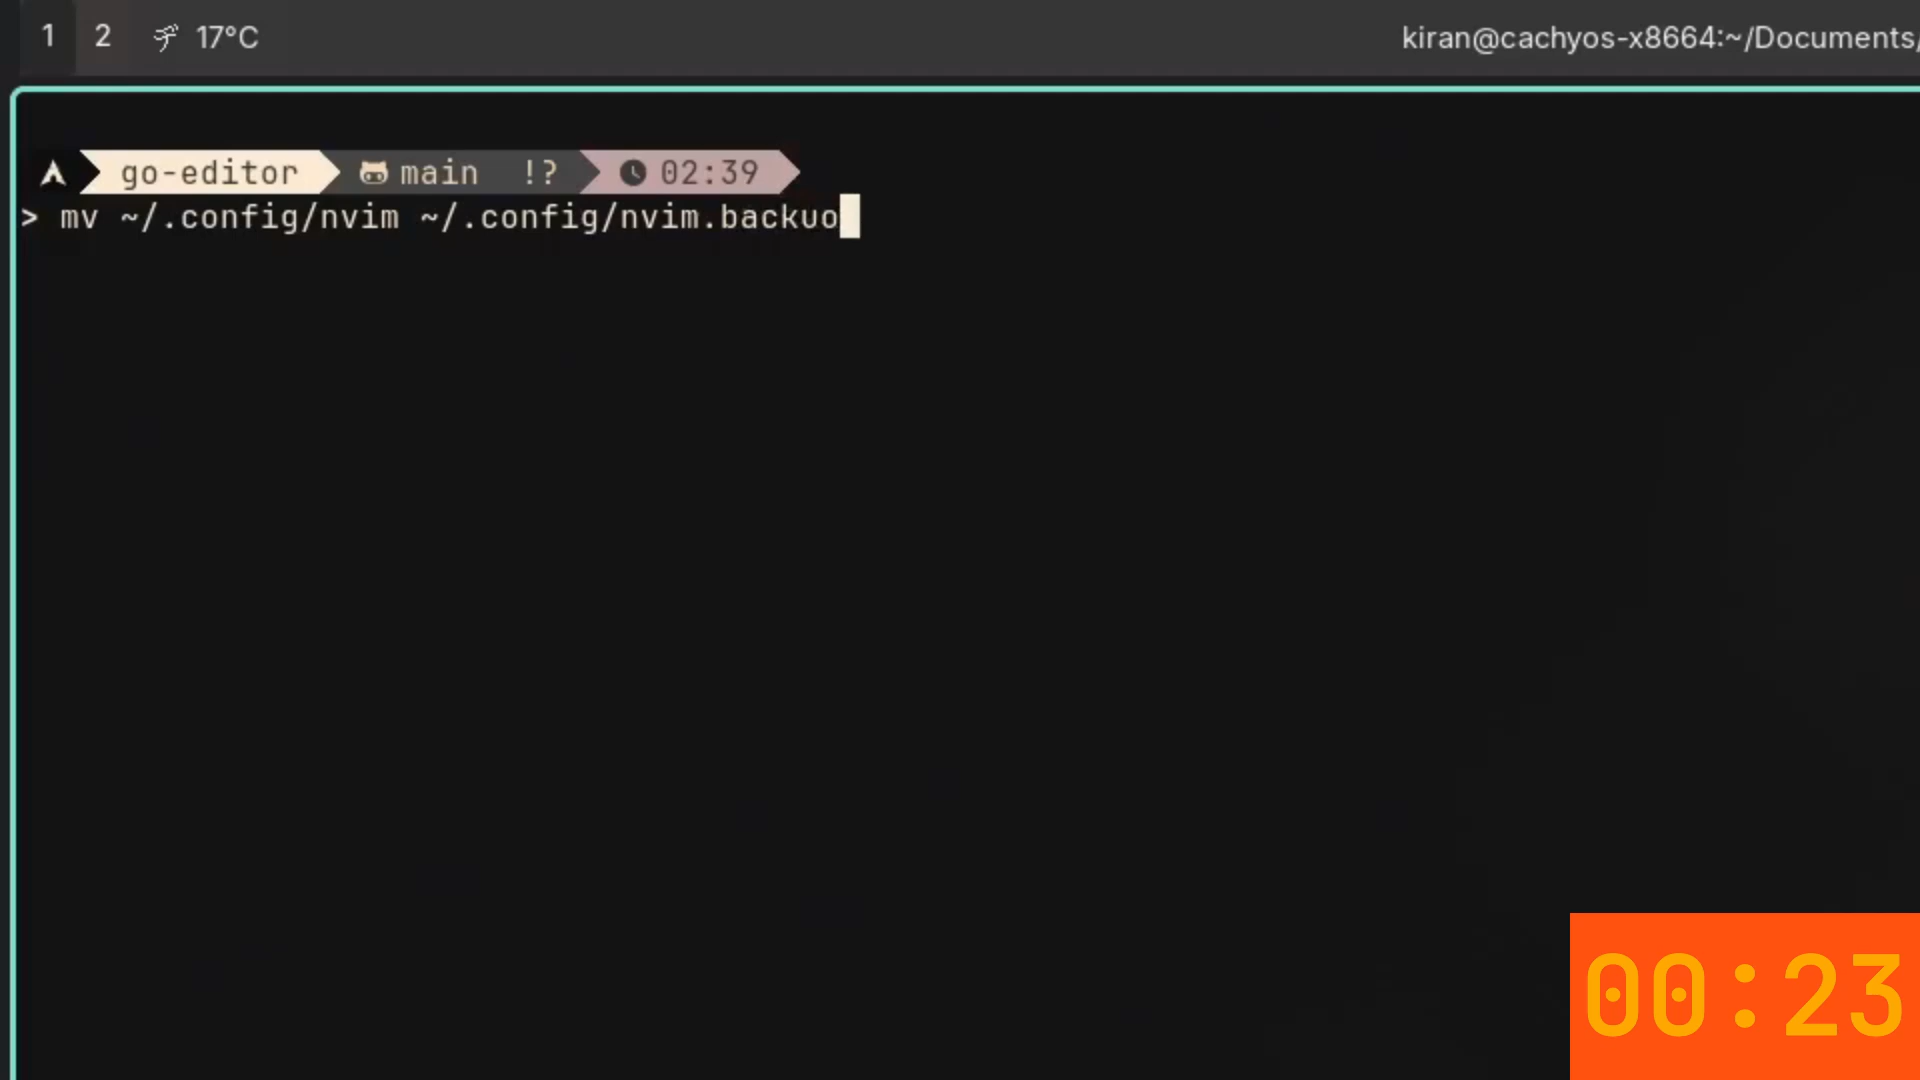 1 2 17°C kiran@cachyos-x8664:~/Documents/
go-editor main !? 02:39
> mv ~/.config/nvim ~/.config/nvim.backuo
00:23